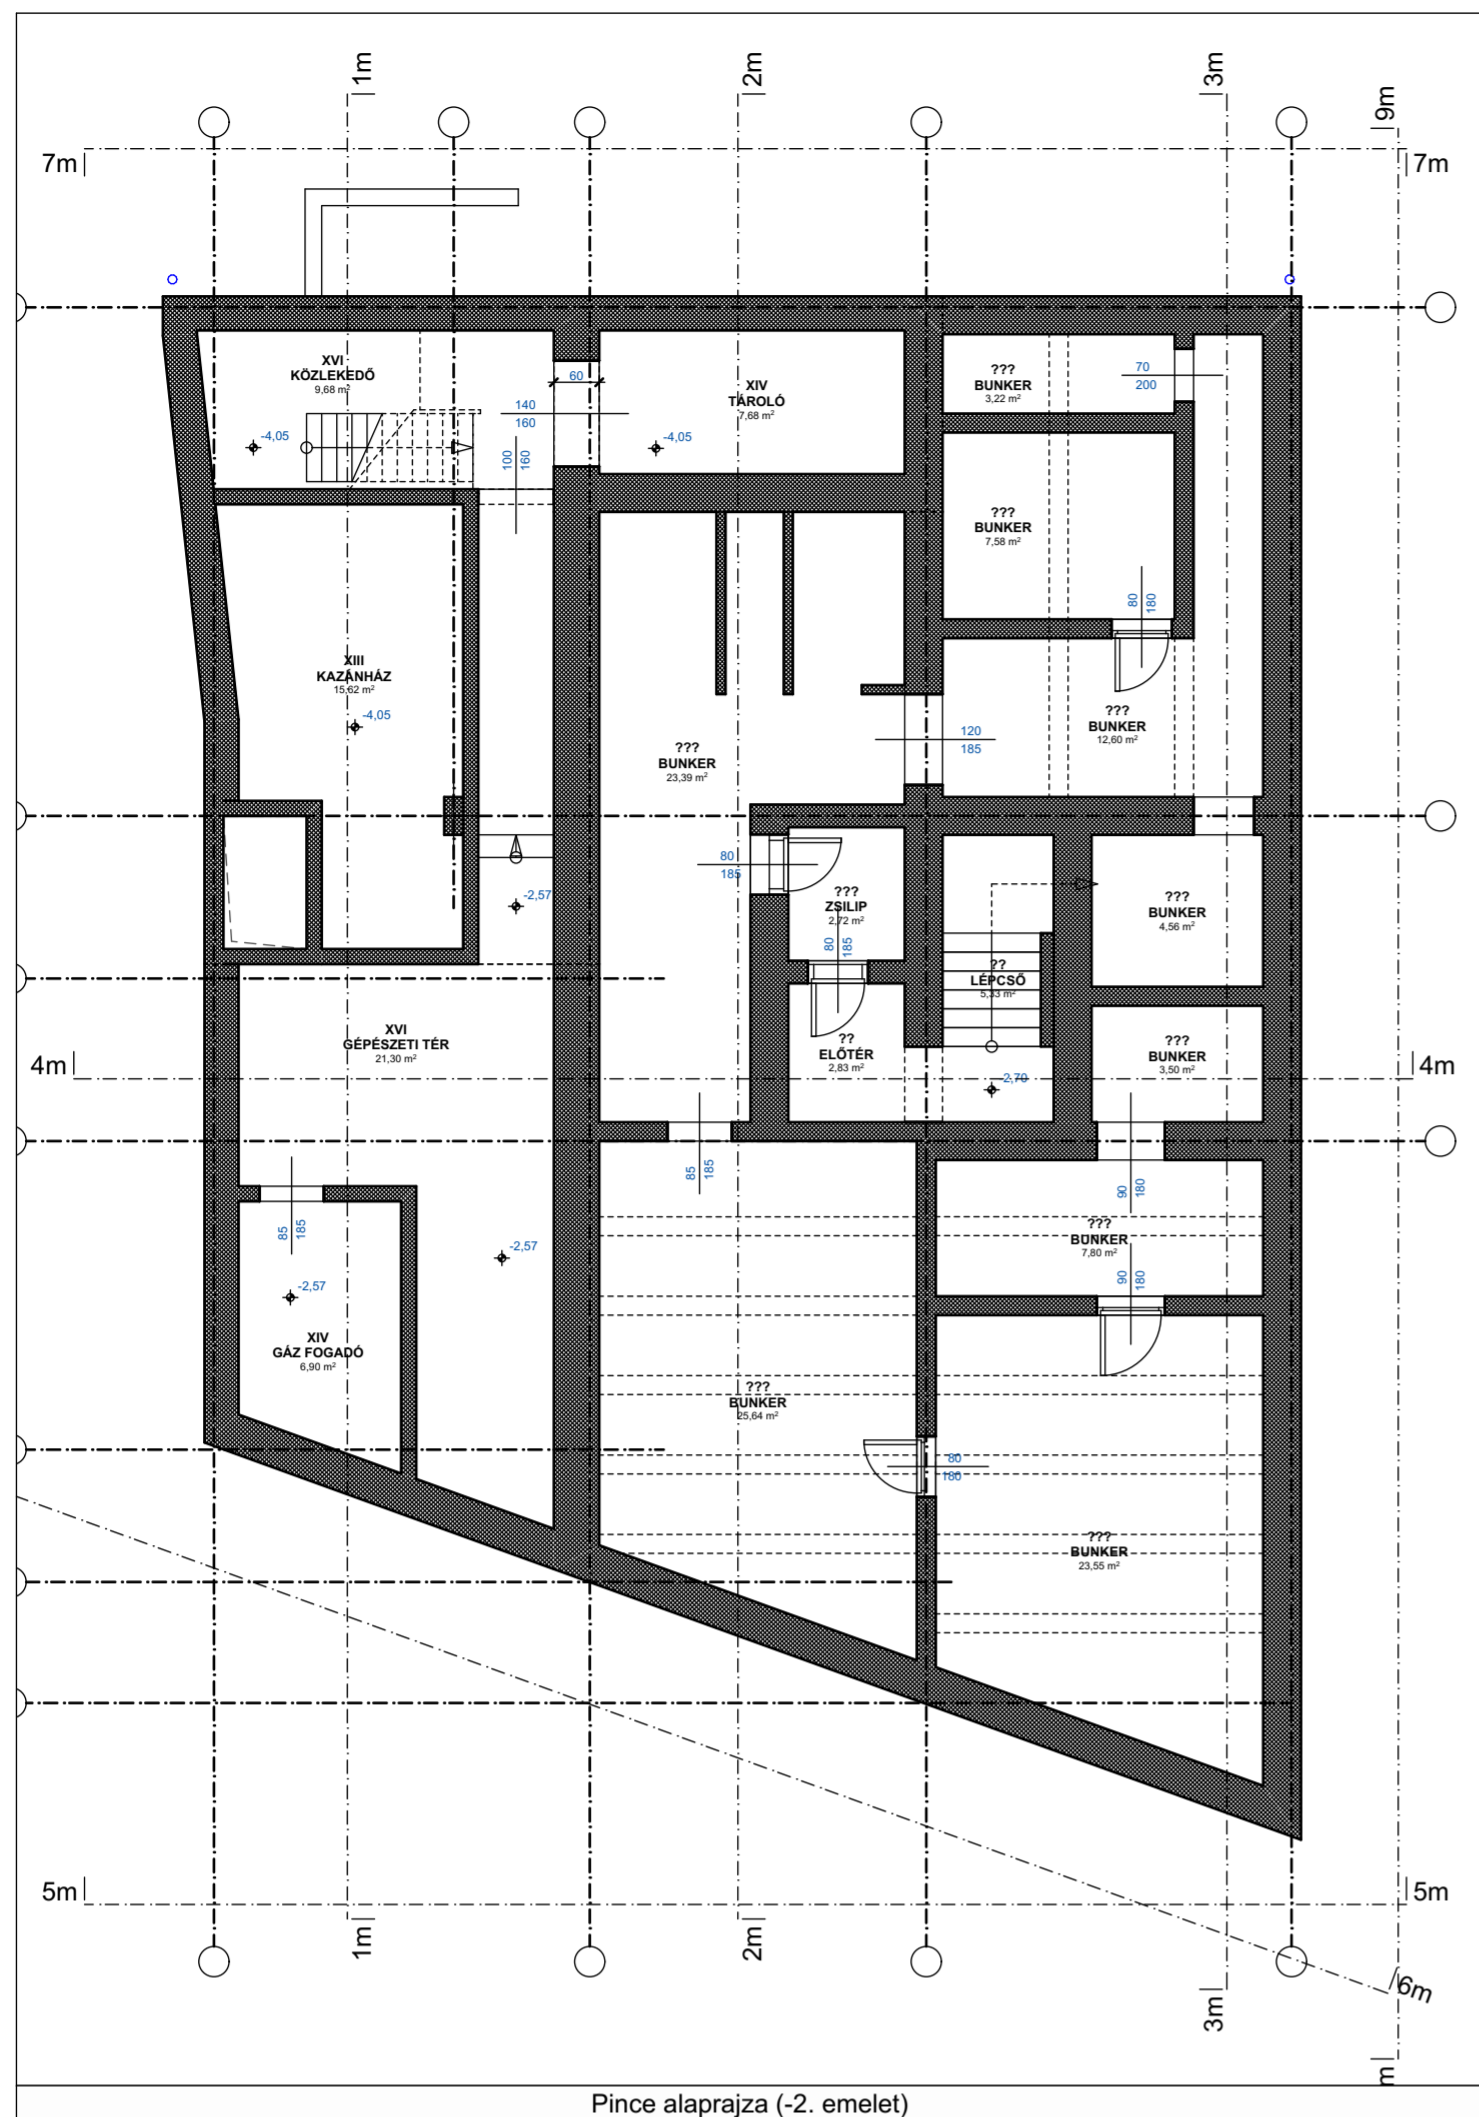 1m
2m
3m
9m
7m
7m
XVI
KÖZLEKEDŐ
9,68 m²
-4,05
60
140
160
100
160
XIV
TÁROLÓ
7,68 m²
-4,05
???
BUNKER
3,22 m²
70
200
???
BUNKER
7,58 m²
80
180
XIII
KAZÁNHÁZ
15,62 m²
-4,05
???
BUNKER
23,39 m²
120
185
???
BUNKER
12,60 m²
80
185
-2,57
???
ZSILIP
2,72 m²
80
185
???
BUNKER
4,56 m²
??
LÉPCSŐ
5,33 m²
XVI
GÉPÉSZETI TÉR
21,30 m²
??
ELŐTÉR
2,83 m²
???
BUNKER
3,50 m²
4m
4m
-2,70
85
185
90
180
85
185
-2,57
???
BUNKER
7,80 m²
90
180
-2,57
XIV
GÁZ FOGADÓ
6,90 m²
???
BUNKER
25,64 m²
80
180
???
BUNKER
23,55 m²
5m
5m
1m
2m
3m
6m
m
Pince alaprajza (-2. emelet)